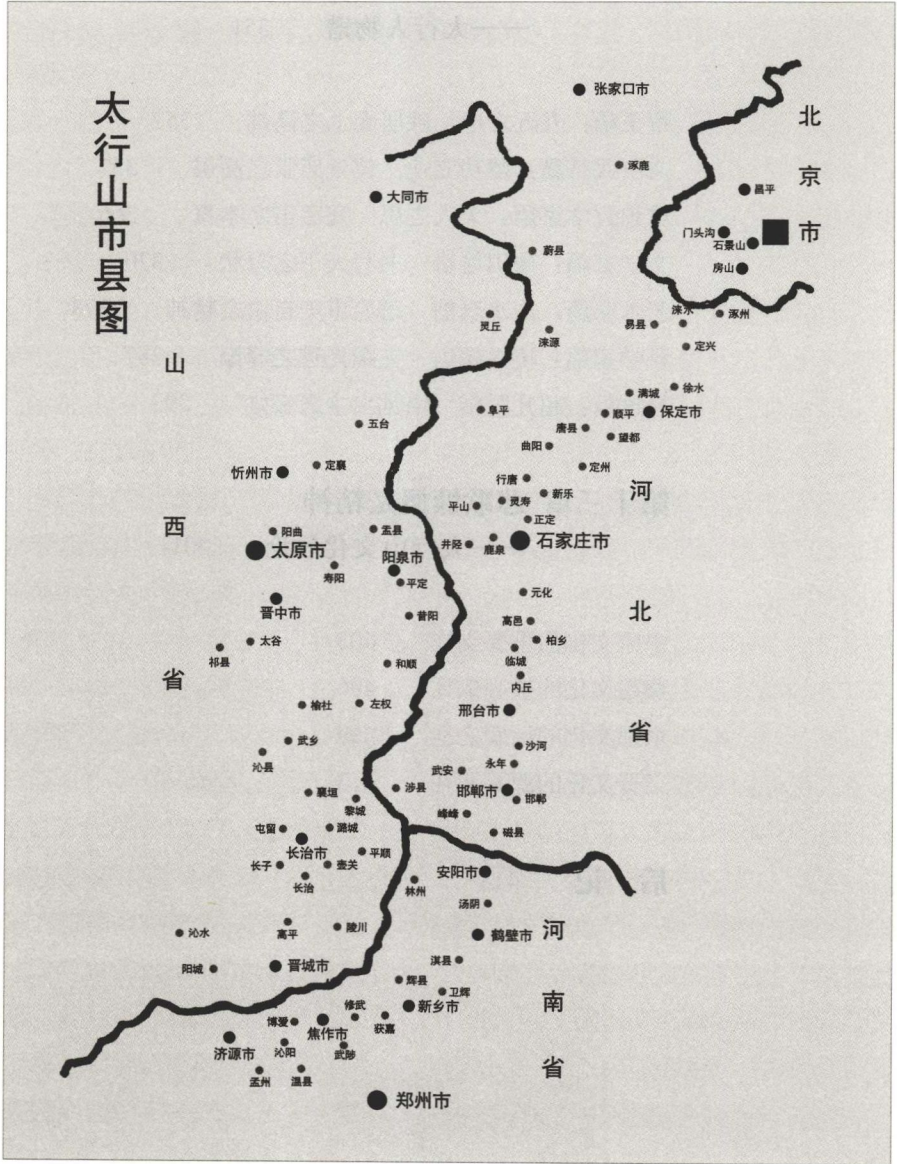 太行山市县图
张家口市
北京市
涿鹿
大同市
昌平
门头沟
石景山
房山
蔚县
灵丘
涞源
易县
涞水
涿州
定兴
山西省
满城
徐水
阜平
顺平
保定市
五台
唐县
望都
曲阳
忻州市
定襄
定州
河北省
行唐
新乐
平山
灵寿
正定
阳曲
盂县
井陉
鹿泉
石家庄市
太原市
阳泉市
寿阳
平定
晋中市
元化
昔阳
高邑
太谷
柏乡
祁县
临城
和顺
内丘
榆社
左权
邢台市
武乡
沙河
沁县
永年
武安
襄垣
涉县
邯郸市
邯郸
黎城
峰峰
屯留
潞城
磁县
长治市
平顺
长子
壶关
安阳市
长治
林州
汤阴
沁水
高平
陵川
鹤壁市
河南省
阳城
晋城市
淇县
辉县
卫辉
修武
新乡市
博爱
焦作市
获嘉
济源市
沁阳
武陟
孟州
温县
郑州市